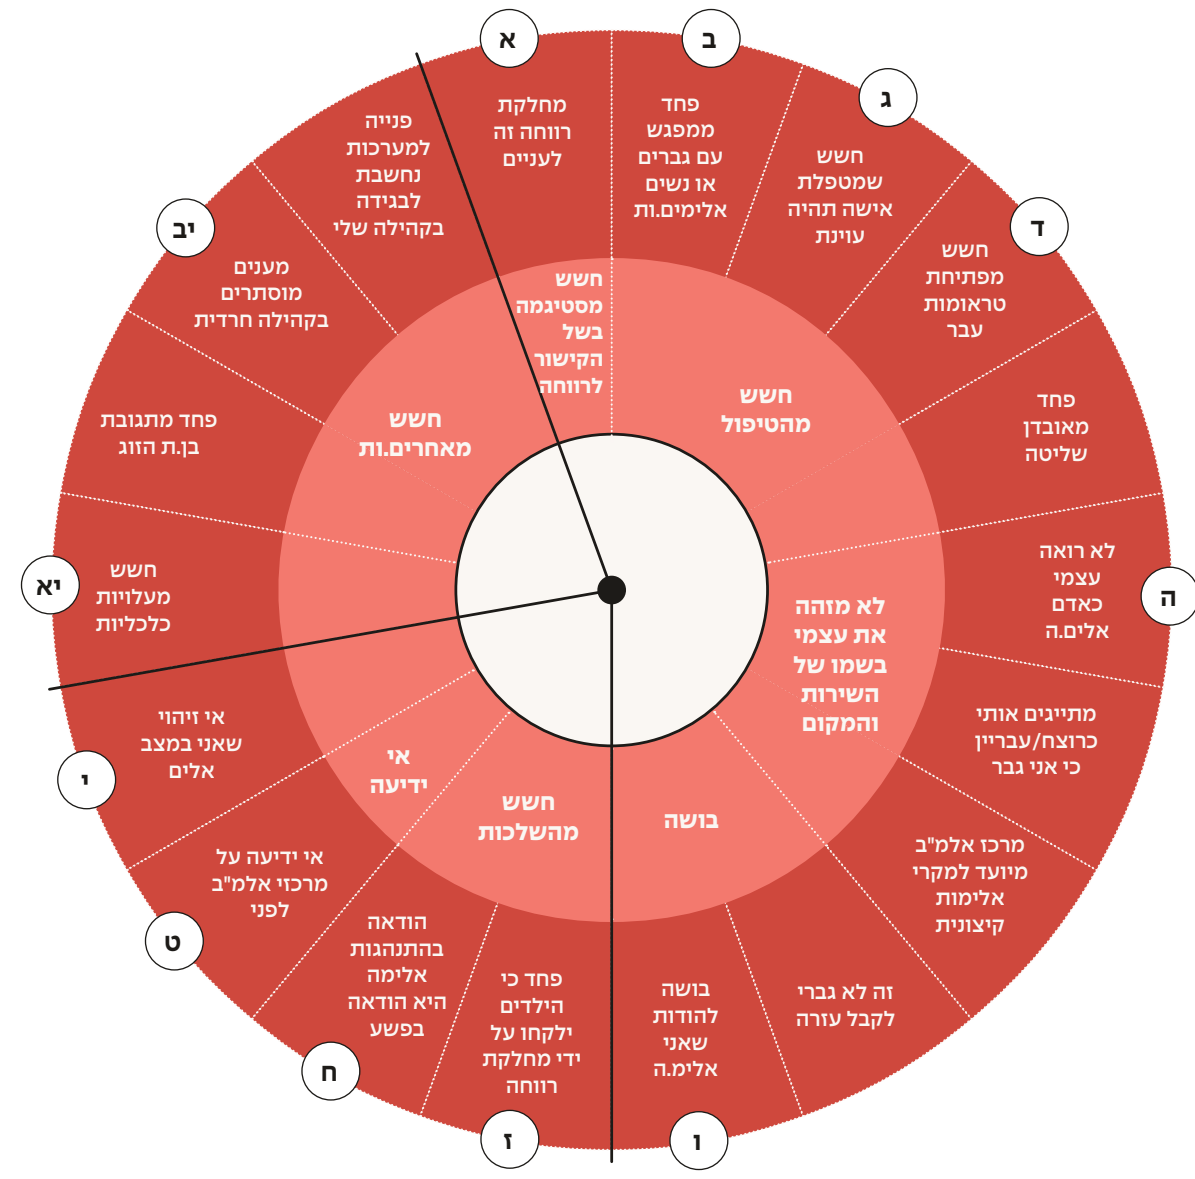 א
מחלקת
רווחה זה
לעניים
ב
פחד
ממפגש
עם גברים
או נשים
אלימים.ות
ג
חשש
שמטפלת
אישה תהיה
עוינת
ד
חשש
מפתיחת
טראומות
עבר
פחד
מאובדן
שליטה
ה
לא רואה
עצמי
כאדם
אלים.ה
מתייגים אותי
כרוצח/עבריין
כי אני גבר
מרכז אלמ"ב
מיועד למקרי
אלימות
קיצונית
זה לא גברי
לקבל עזרה
ו
בושה
להודות
שאני
אלימ.ה
ז
פחד כי
הילדים
ילקחו על
ידי מחלקת
רווחה
ח
הודאה
בהתנהגות
אלימה
היא הודאה
בפשע
ט
אי ידיעה על
מרכזי אלמ"ב
לפני
י
אי זיהוי
שאני במצב
אלים
יא
חשש
מעלויות
כלכליות
פחד מתגובת
בן.ת הזוג
יב
מענים
מוסתרים
בקהילה חרדית
פנייה
למערכות
נחשבת
לבגידה
בקהילה שלי
חשש
מסטיגמה
בשל
הקישור
לרווחה
חשש
מהטיפול
לא מזהה
את עצמי
בשמו של
השירות
והמקום
בושה
חשש
מהשלכות
אי
ידיעה
חשש
מאחרים.ות